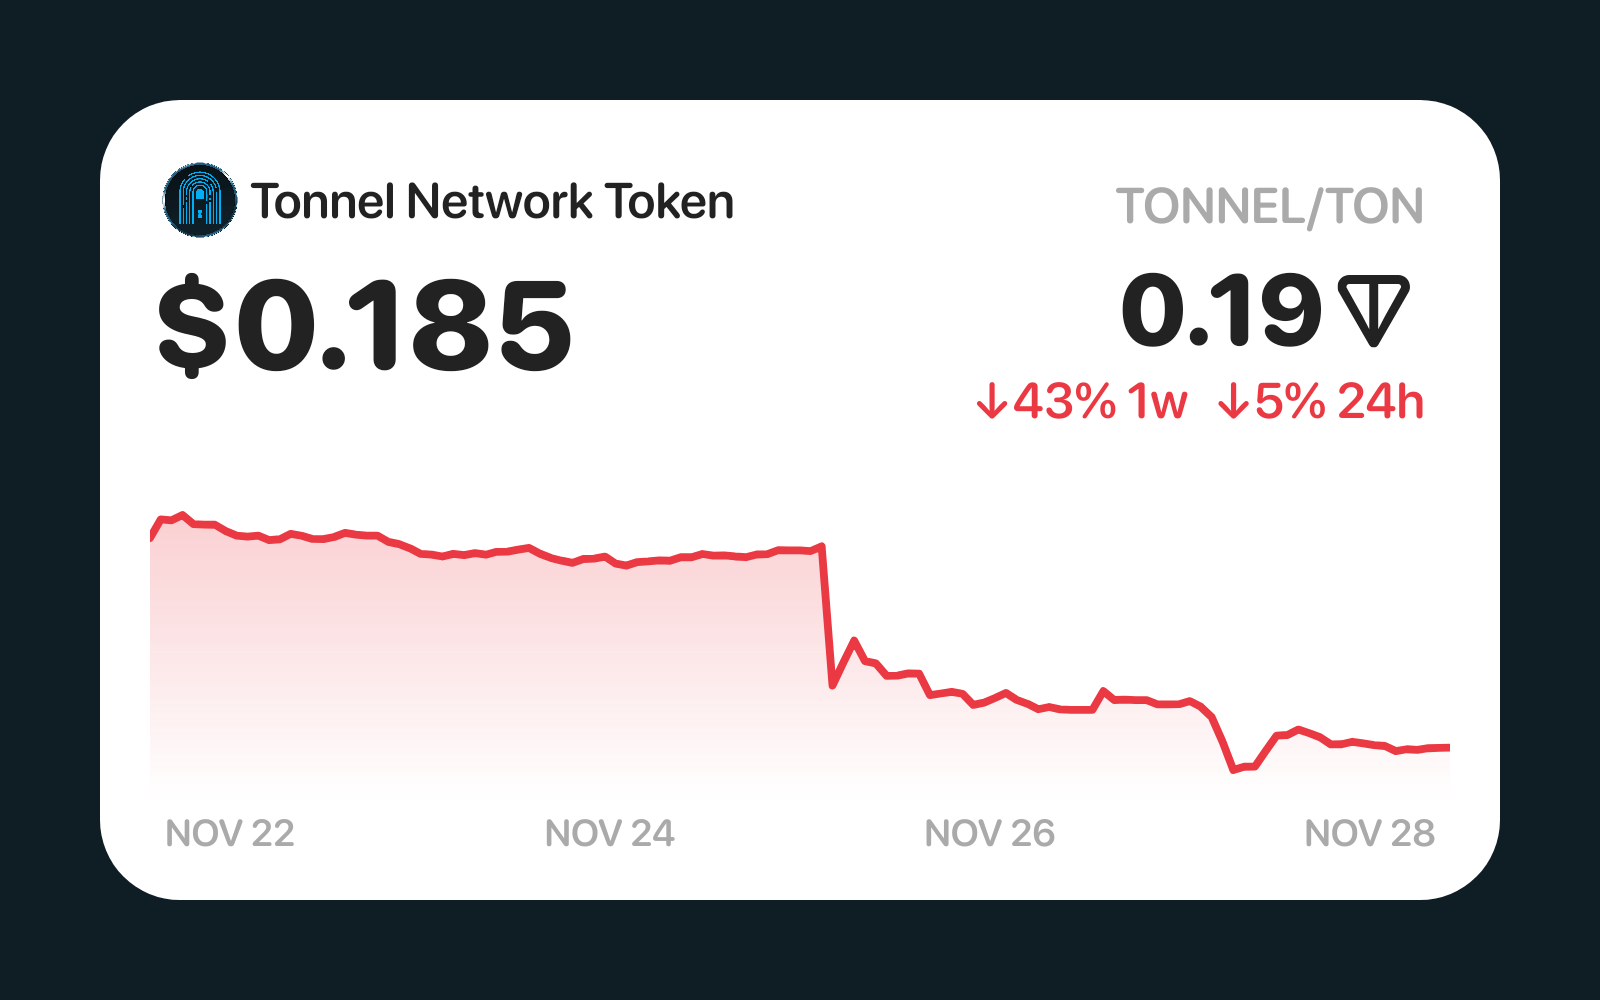 Tonnel Network Token
TONNEL/TON
$0.185
0.19
↓43% 1w ↓5% 24h
NOV 22 NOV 24 NOV 26 NOV 28